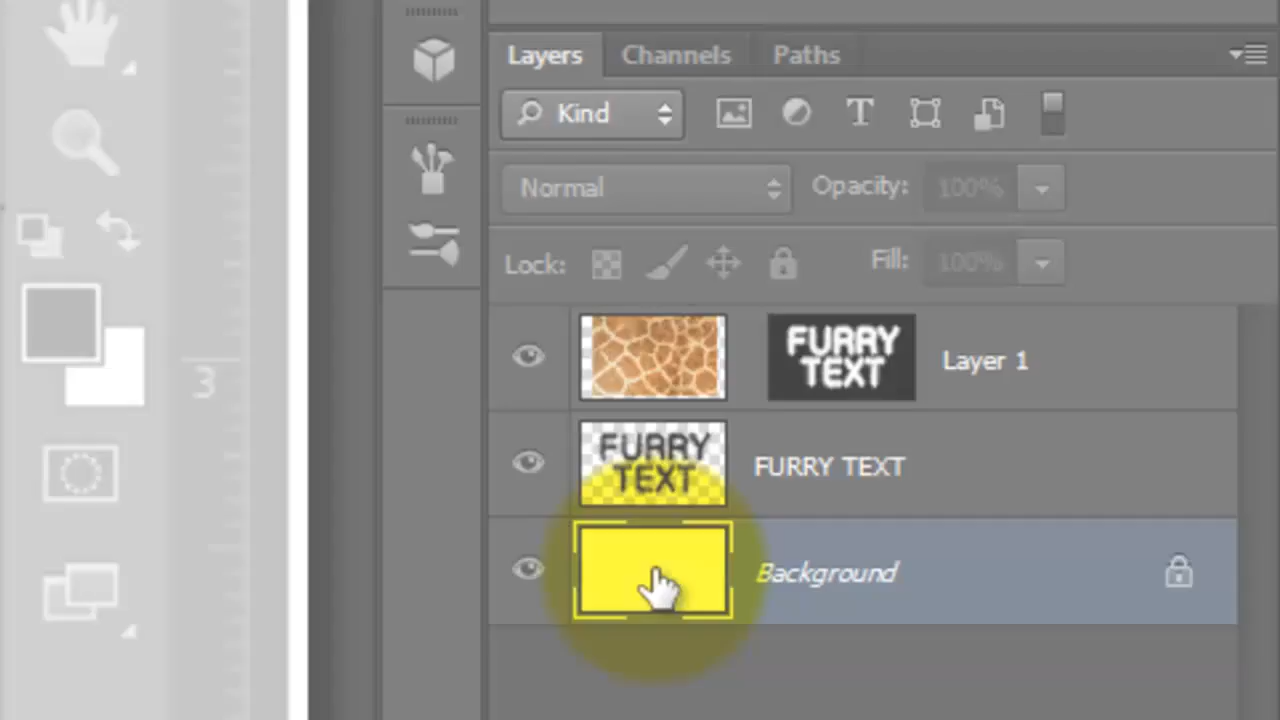 Layers Channels Paths
Kind T
Normal Opacity: 100%
Lock: Fill: 100%
FURRY
TEXT
Layer 1
FURRY
TEXT
FURRY TEXT
3
Background